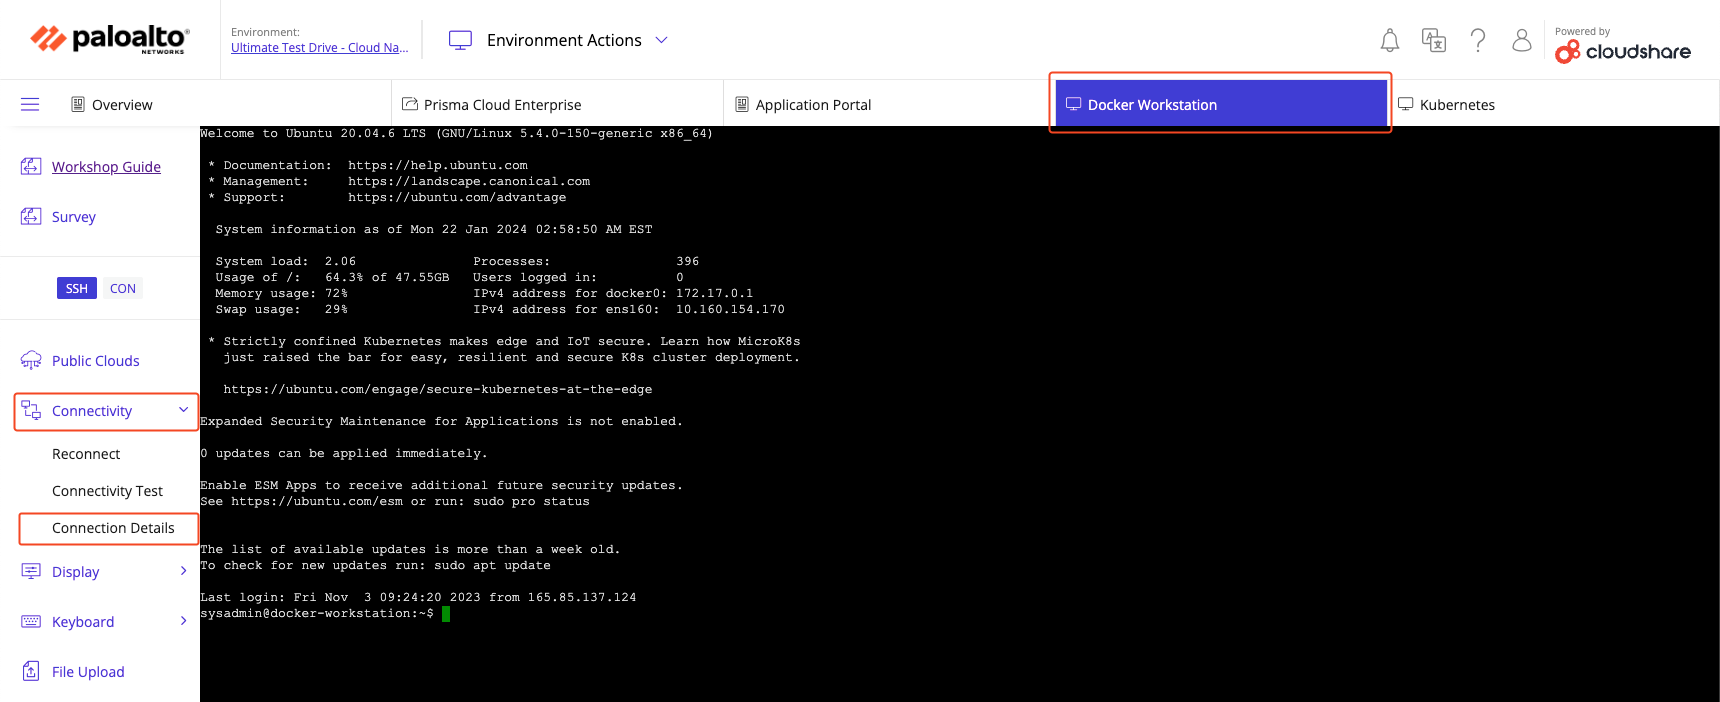 paloalto
NETWORKS
Environment:
Ultimate Test Drive - Cloud Na...
Environment Actions
Powered by
cloudshare
Overview
Prisma Cloud Enterprise
Application Portal
Docker Workstation
Kubernetes
Workshop Guide
Survey
SSH CON
Public Clouds
Connectivity
Reconnect
Connectivity Test
Connection Details
Display
Keyboard
File Upload
Welcome to Ubuntu 20.04.6 LTS (GNU/Linux 5.4.0-150-generic x86_64)
* Documentation:  https://help.ubuntu.com
* Management:     https://landscape.canonical.com
* Support:        https://ubuntu.com/advantage
System information as of Mon 22 Jan 2024 02:58:50 AM EST
System load:  2.06               Processes:                396
Usage of /:   64.3% of 47.55GB   Users logged in:          0
Memory usage: 72%                IPv4 address for docker0: 172.17.0.1
Swap usage:   29%                IPv4 address for ens160:  10.160.154.170
* Strictly confined Kubernetes makes edge and IoT secure. Learn how MicroK8s
just raised the bar for easy, resilient and secure K8s cluster deployment.
https://ubuntu.com/engage/secure-kubernetes-at-the-edge
Expanded Security Maintenance for Applications is not enabled.
0 updates can be applied immediately.
Enable ESM Apps to receive additional future security updates.
See https://ubuntu.com/esm or run: sudo pro status
The list of available updates is more than a week old.
To check for new updates run: sudo apt update
Last login: Fri Nov  3 09:24:20 2023 from 165.85.137.124
sysadmin@docker-workstation:~$